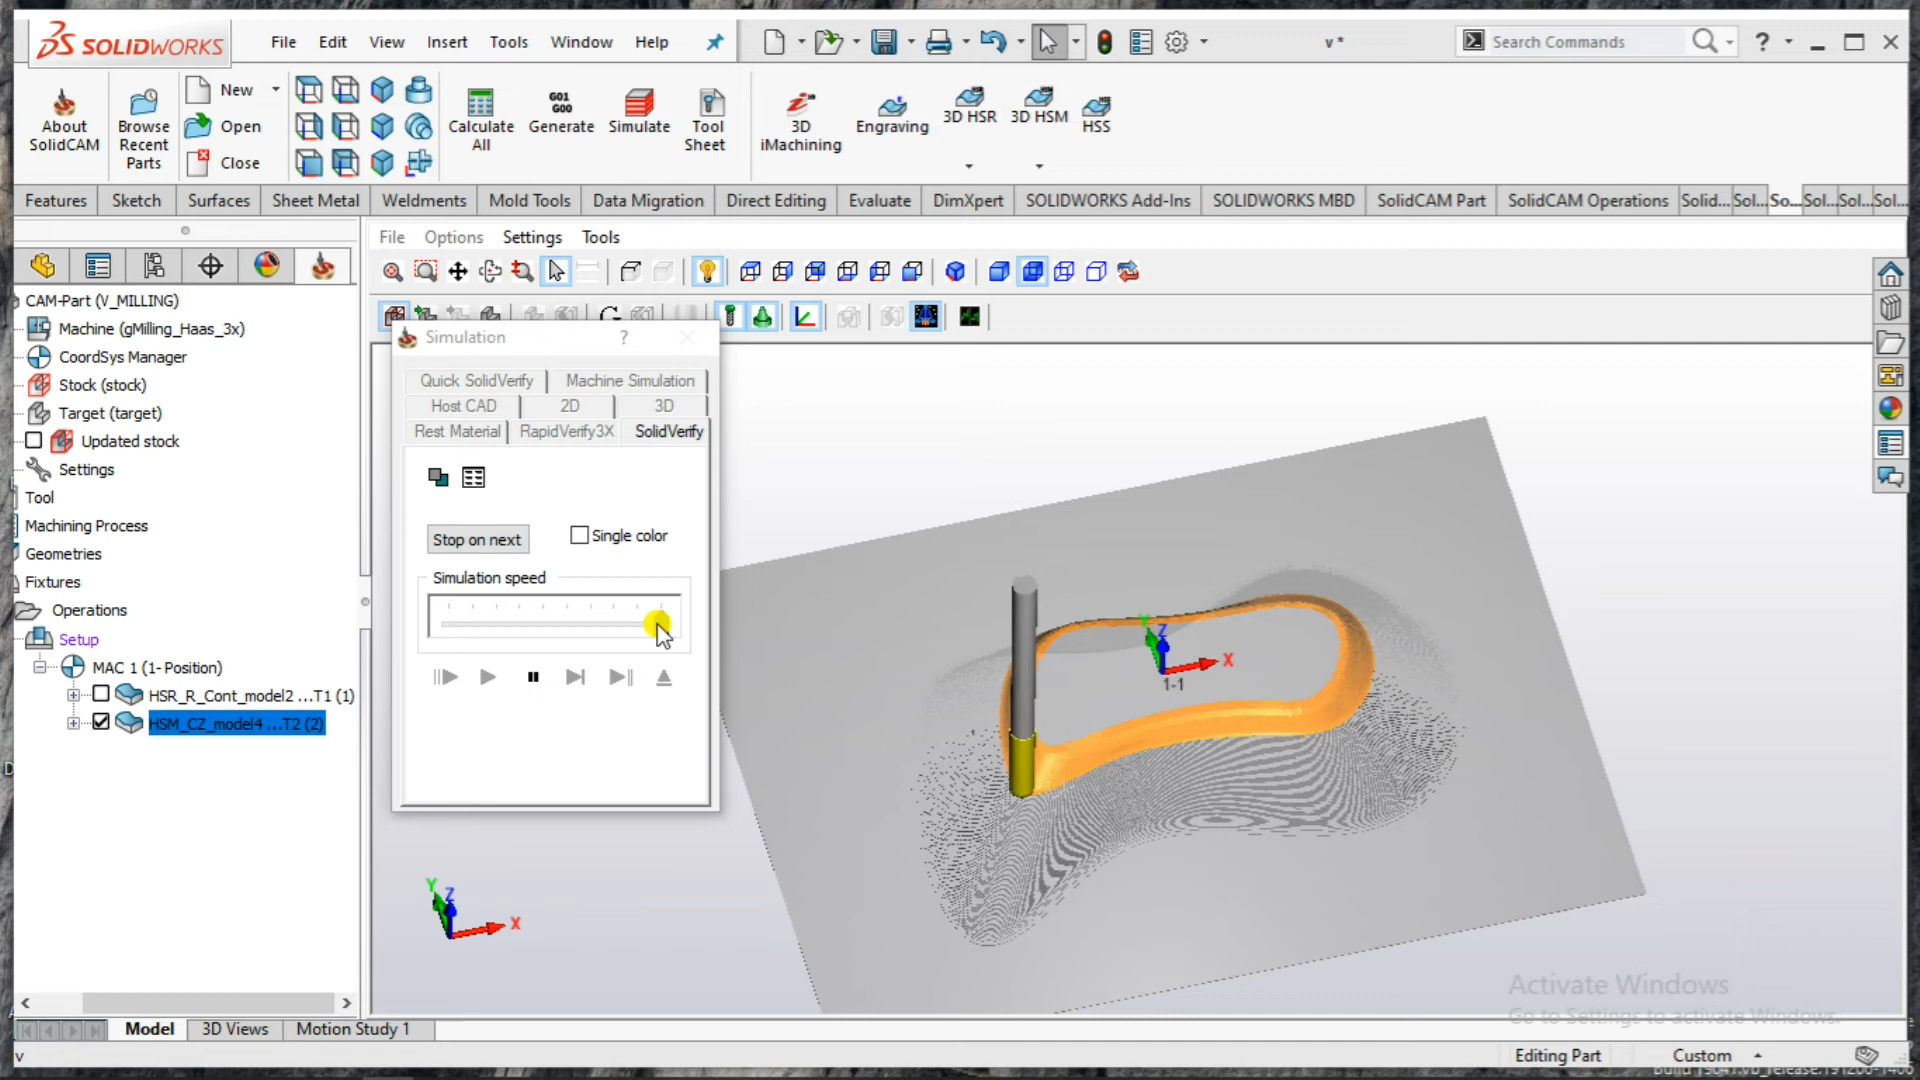 SOLIDWORKS
File Edit View Insert Tools Window Help
v *
Search Commands
?
About SolidCAM
Browse Recent Parts
New
Open
Close
Calculate All
G01 G00
Generate
Simulate
Tool Sheet
3D iMachining
Engraving
3D HSR
3D HSM
HSS
Features Sketch Surfaces Sheet Metal Weldments Mold Tools Data Migration Direct Editing Evaluate DimXpert SOLIDWORKS Add-Ins SOLIDWORKS MBD SolidCAM Part SolidCAM Operations Solid... Sol... So... Sol... Sol... Sol...
File Options Settings Tools
CAM-Part (V_MILLING)
Machine (gMilling_Haas_3x)
CoordSys Manager
Stock (stock)
Target (target)
Updated stock
Settings
Tool
Machining Process
Geometries
Fixtures
Operations
Setup
MAC 1 (1- Position)
HSR_R_Cont_model2 ...T1 (1)
HSM_CZ_model4 ...T2 (2)
Simulation ?
Quick SolidVerify Machine Simulation
Host CAD 2D 3D
Rest Material RapidVerify3X SolidVerify
Stop on next
Single color
Simulation speed
Y Z X
1-1
Y Z X
Activate Windows
Go to Settings to activate Windows.
Model 3D Views Motion Study 1
v
Editing Part Custom